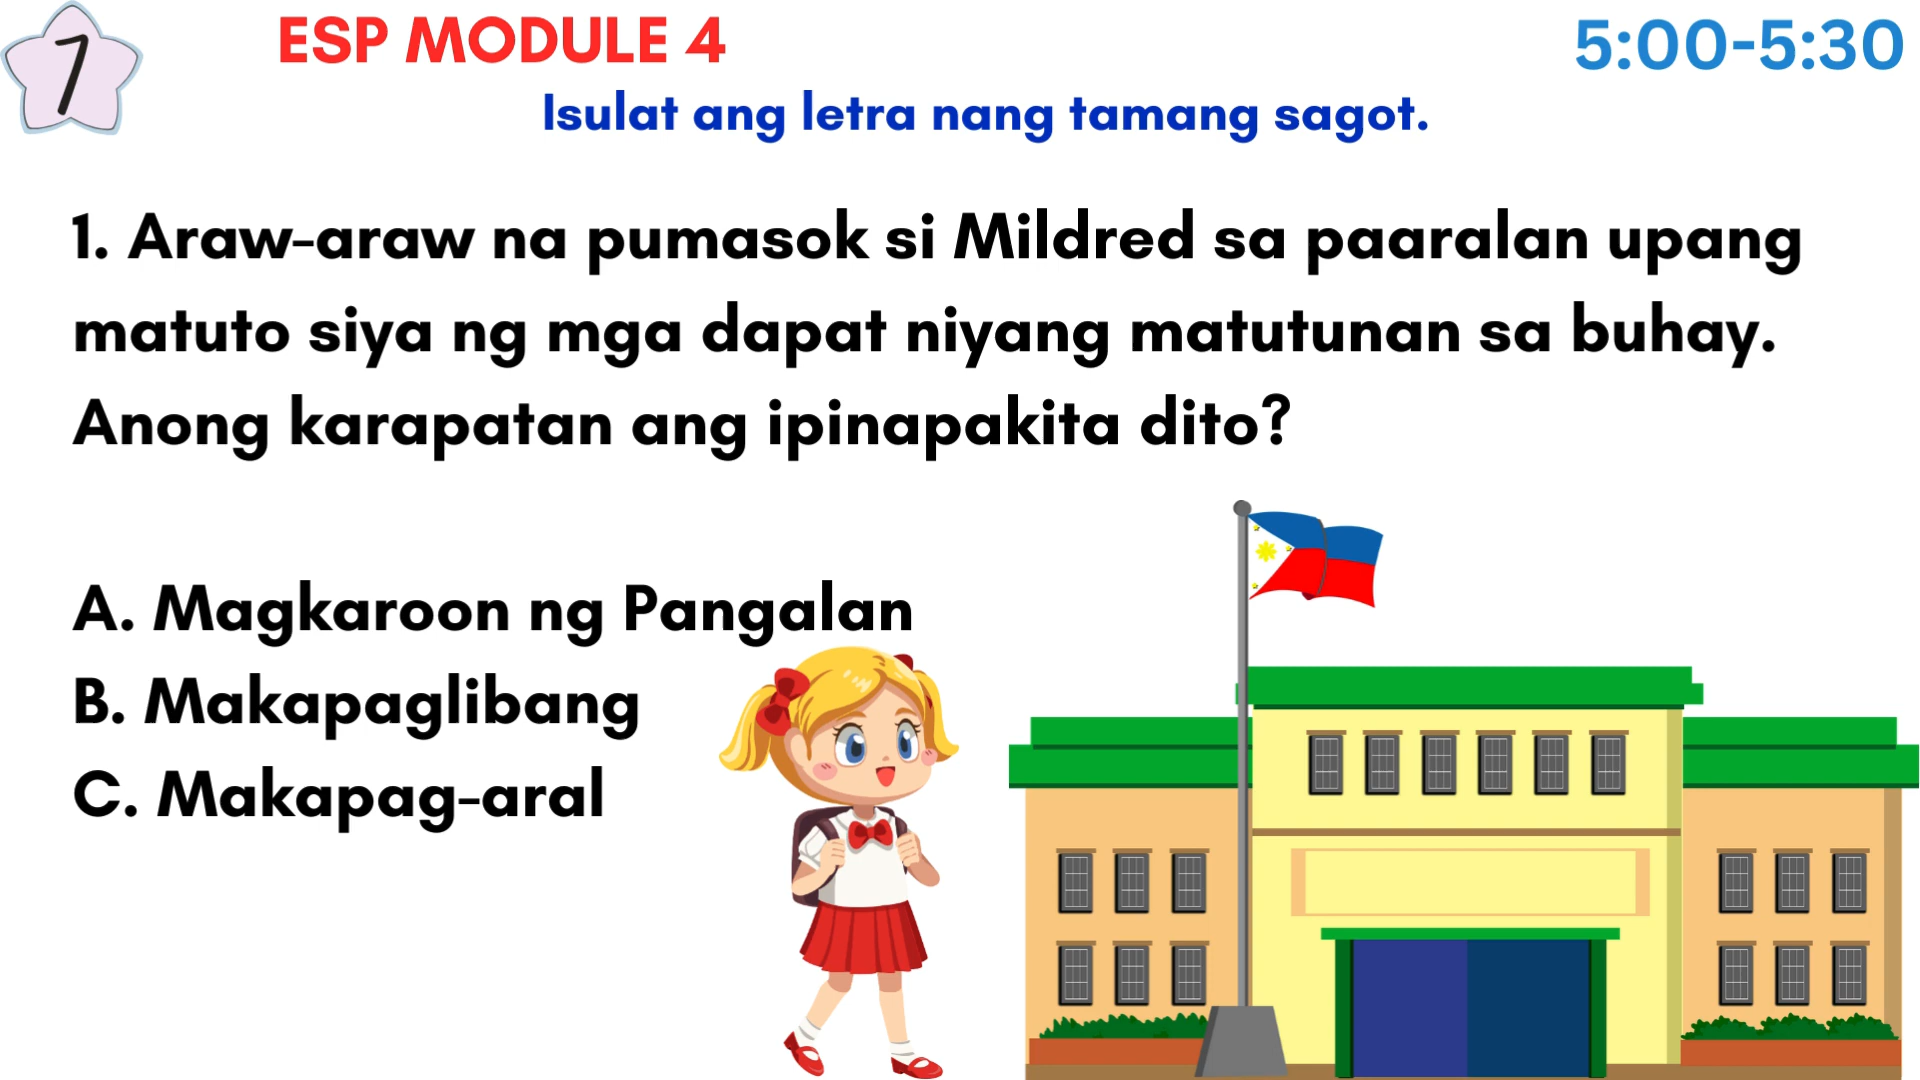 7
ESP MODULE 4
5:00-5:30
Isulat ang letra nang tamang sagot.
1. Araw-araw na pumasok si Mildred sa paaralan upang
matuto siya ng mga dapat niyang matutunan sa buhay.
Anong karapatan ang ipinapakita dito?
A. Magkaroon ng Pangalan
B. Makapaglibang
C. Makapag-aral